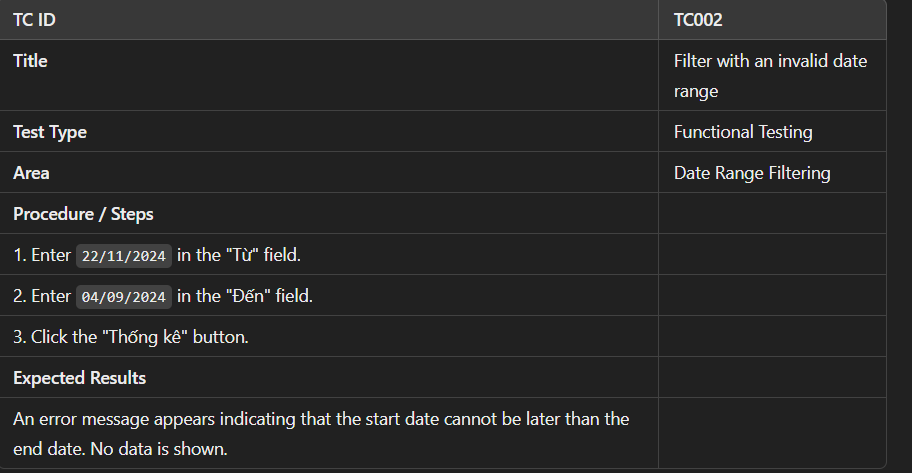 TC ID TC002
Title Filter with an invalid date
range
Test Type Functional Testing
Area Date Range Filtering
Procedure / Steps
1. Enter 22/11/2024 in the "Từ" field.
2. Enter 04/09/2024 in the "Đến" field.
3. Click the "Thống kê" button.
Expected Results
An error message appears indicating that the start date cannot be later than the
end date. No data is shown.